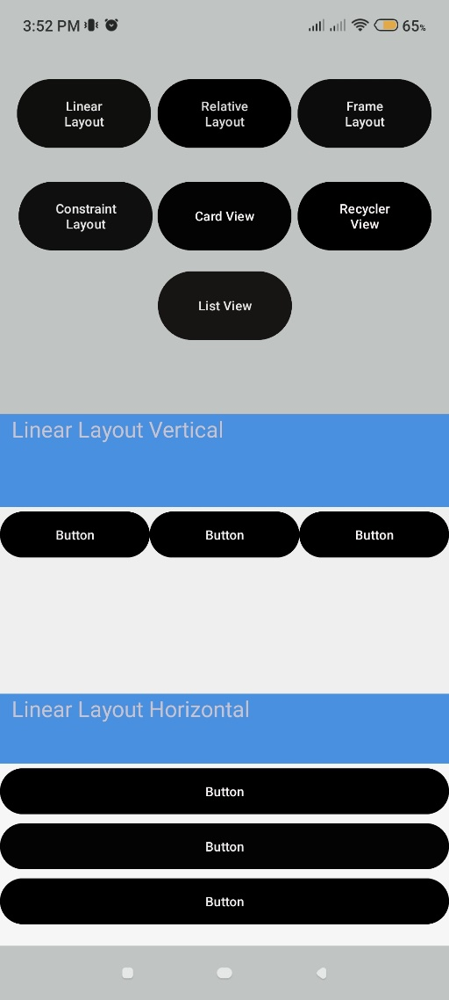 3:52 PM 65%
Linear
Layout
Relative
Layout
Frame
Layout
Constraint
Layout
Card View
Recycler
View
List View
Linear Layout Vertical
Button Button Button
Linear Layout Horizontal
Button
Button
Button